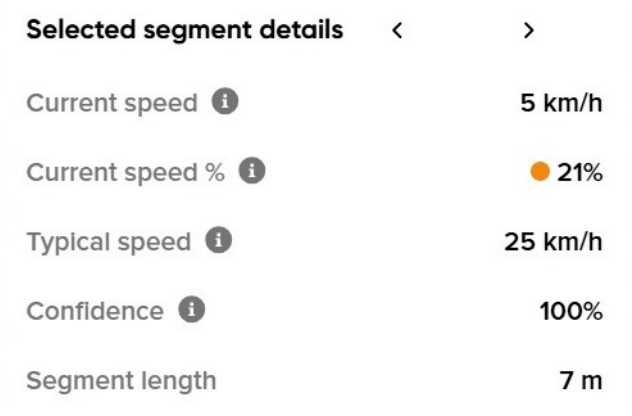 Selected segment details < >
Current speed 5 km/h
Current speed % 21%
Typical speed 25 km/h
Confidence 100%
Segment length 7 m